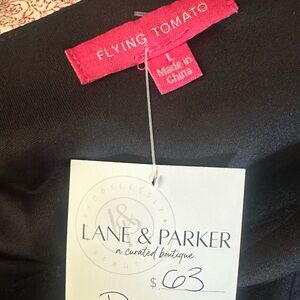 FLYING TOMATO
L
Made in
China
LANE & PARKER
a curated boutique
$ 63